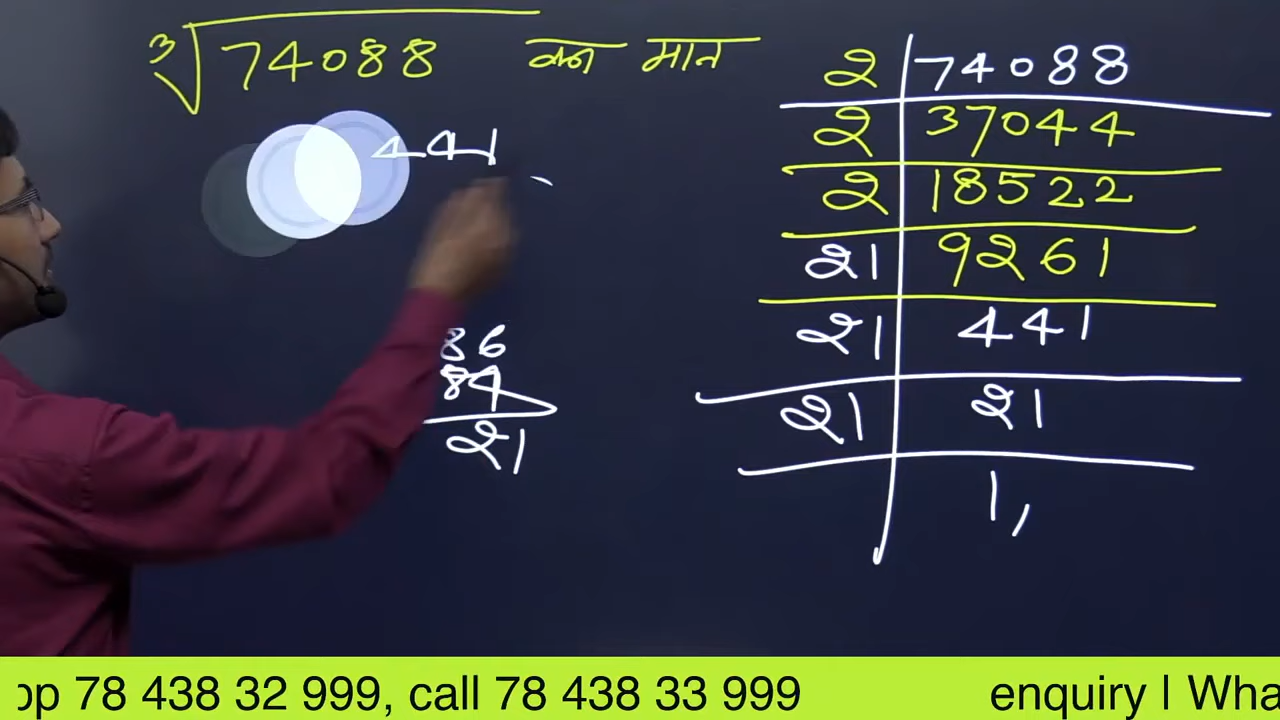 ∛74088 का मान
441
86
84
21
2 | 74088
2 | 37044
2 | 18522
21 | 9261
21 | 441
21 | 21
1,
pp 78 438 32 999, call 78 438 33 999 enquiry I Wha